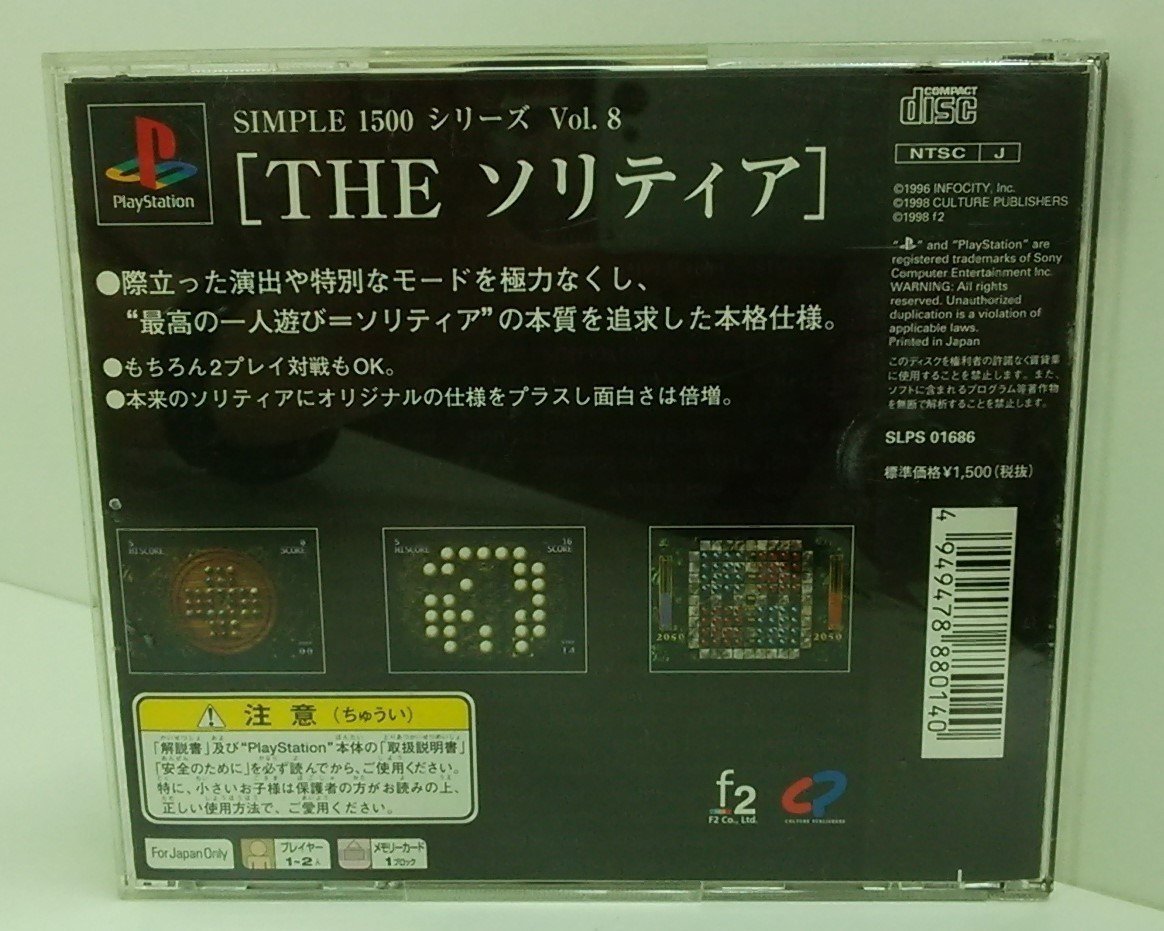 PlayStation
SIMPLE 1500 シリーズ Vol. 8
[THE ソリティア]
●際立った演出や特別なモードを極力なくし、
“最高の一人遊び=ソリティア”の本質を追求した本格仕様。
●もちろん2プレイ対戦もOK。
●本来のソリティアにオリジナルの仕様をプラスし面白さは倍増。
COMPACT
disc
NTSC J
©1996 INFOCITY, Inc.
©1998 CULTURE PUBLISHERS
©1998 f2
“ ” and “PlayStation” are
registered trademarks of Sony
Computer Entertainment Inc.
WARNING: All rights
reserved. Unauthorized
duplication is a violation of
applicable laws.
Printed in Japan
このディスクを権利者の許諾なく賃貸業
に使用することを禁止します。また、
ソフトに含まれるプログラム等著作物
を無断で解析することを禁止します。
SLPS 01686
標準価格¥1,500(税抜)
4 949478 880140
5 0
HISCORE SCORE
5 16
HISCORE SCORE
14
2050 2050
注意(ちゅうい)
「解説書」及び“PlayStation”本体の「取扱説明書」
「安全のために」を必ず読んでから、ご使用ください。
特に、小さいお子様は保護者の方がお読みの上、
正しい使用方法で、ご愛用ください。
f2
F2 Co., Ltd.
CULTURE PUBLISHERS
For Japan Only
プレイヤー
1~2人
メモリーカード
1ブロック